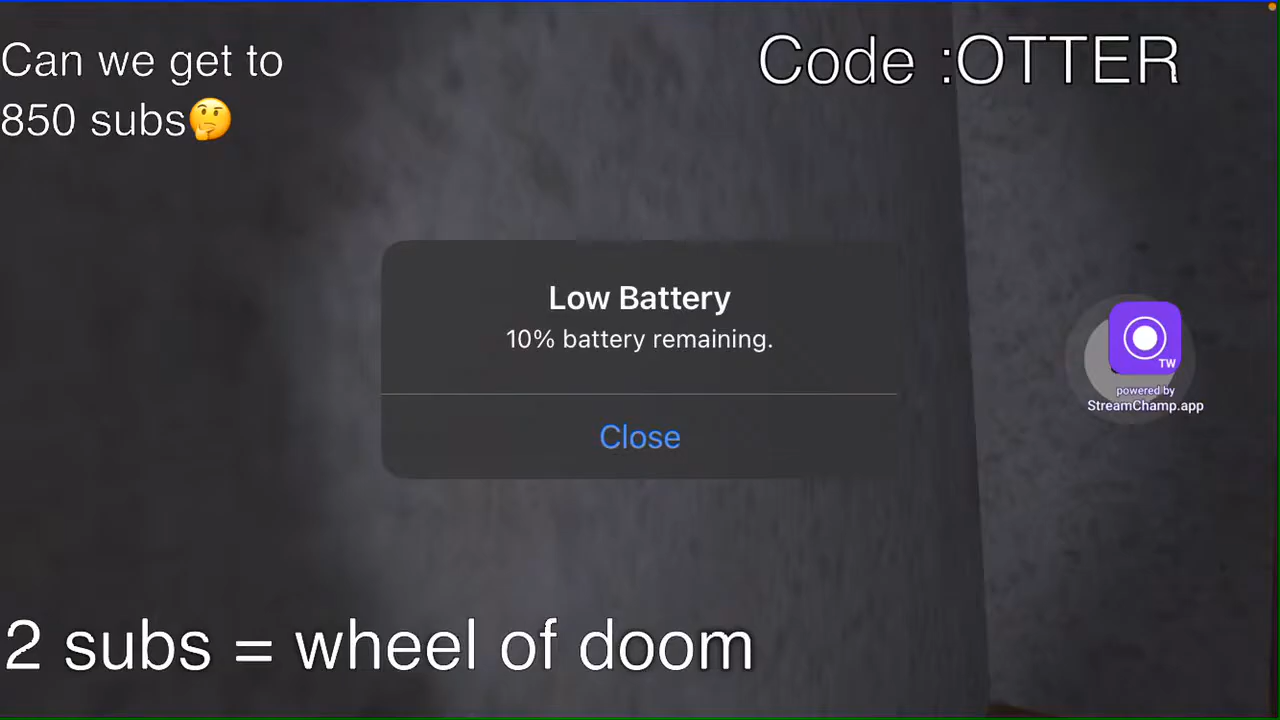 Can we get to
850 subs🤔
Code :OTTER
Low Battery
10% battery remaining.
Close
TW
powered by
StreamChamp.app
2 subs = wheel of doom